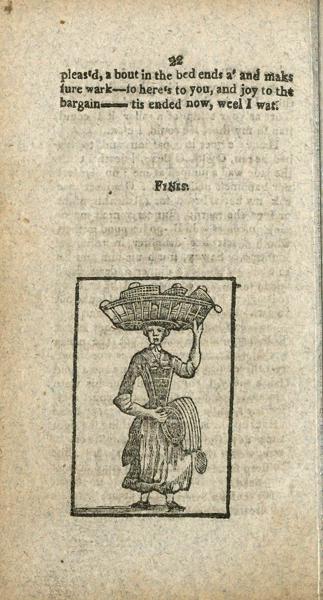 22
pleas'd, a bout in the bed ends a' and maks
ſure wark—ſo here's to you, and joy to the
bargain—— tis ended now, weel I wat.
FINIS.